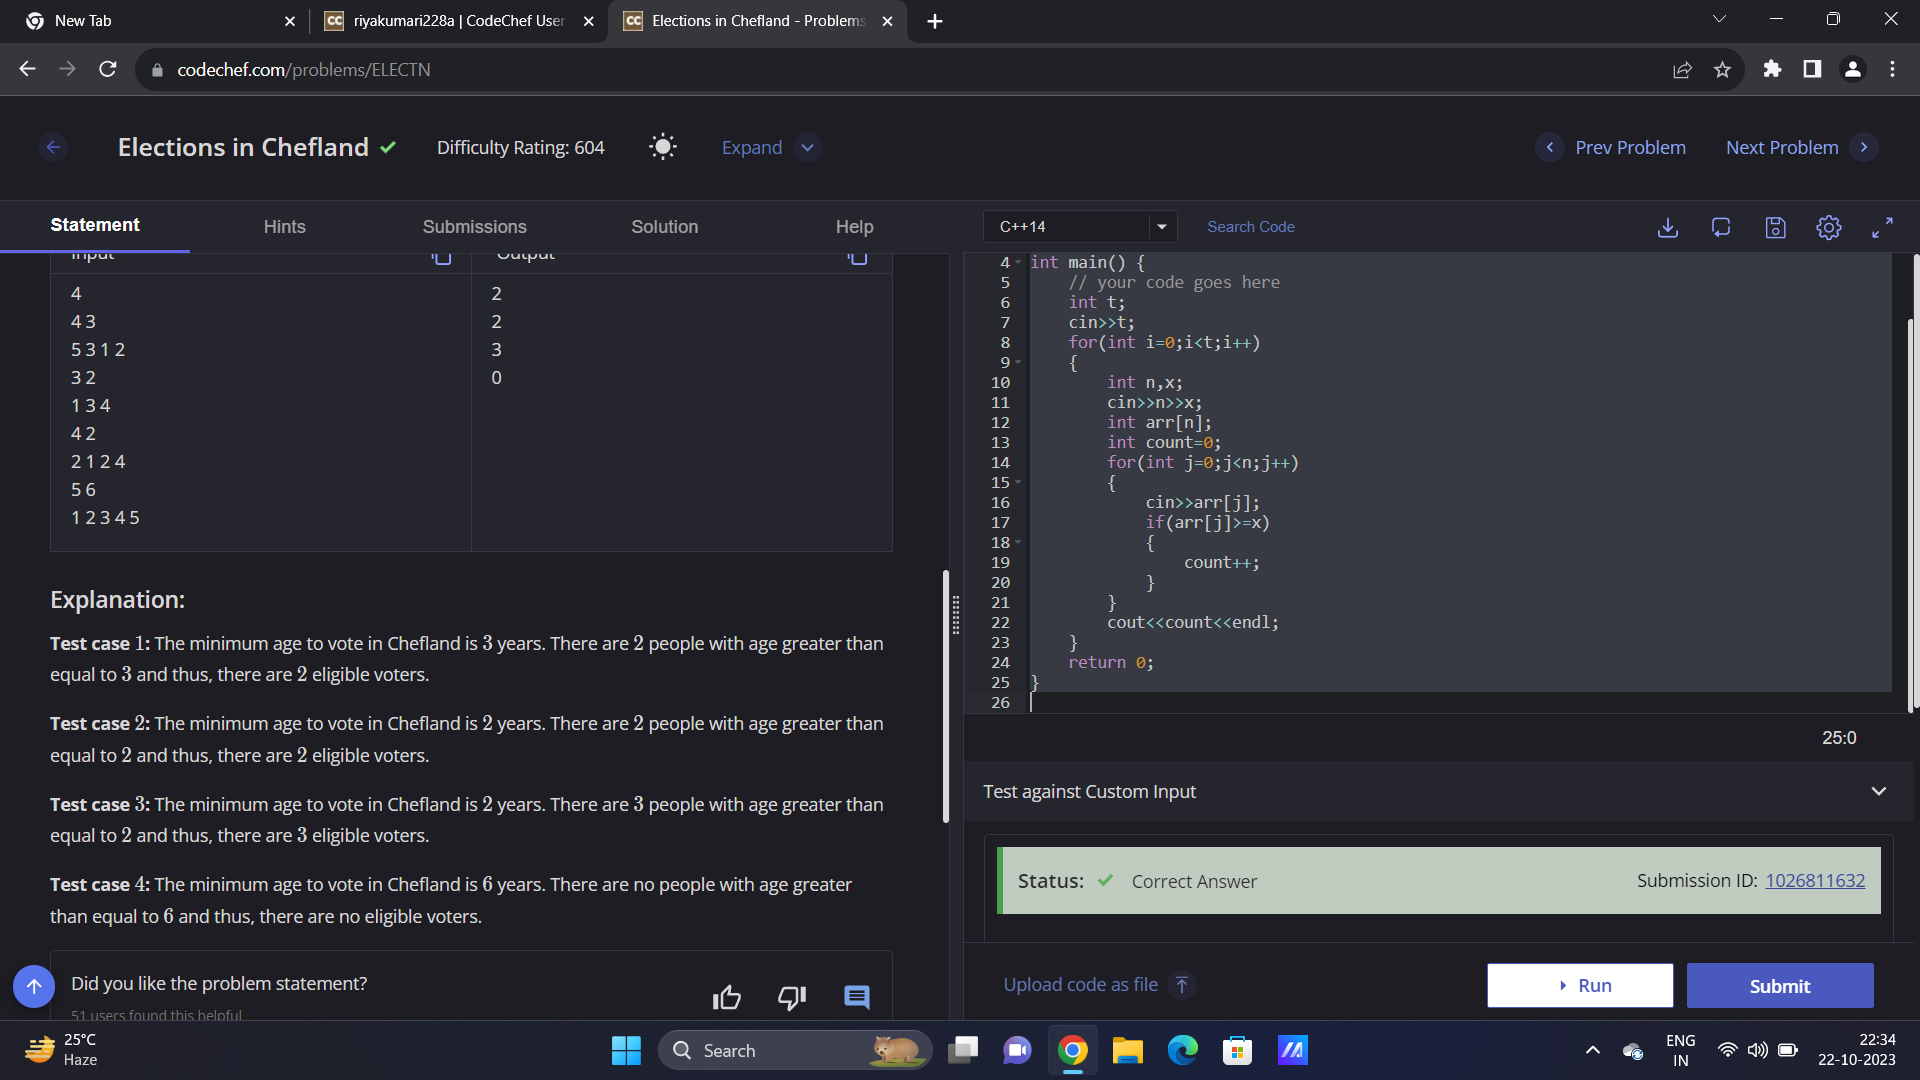 New Tab
riyakumari228a | CodeChef User
Elections in Chefland - Problems
codechef.com/problems/ELECTN
Elections in Chefland
Difficulty Rating: 604
Expand
Prev Problem
Next Problem
Statement
Hints
Submissions
Solution
Help
Input
Output
4
4 3
5 3 1 2
3 2
1 3 4
4 2
2 1 2 4
5 6
1 2 3 4 5
2
2
3
0
Explanation:
Test case 1: The minimum age to vote in Chefland is 3 years. There are 2 people with age greater than
equal to 3 and thus, there are 2 eligible voters.
Test case 2: The minimum age to vote in Chefland is 2 years. There are 2 people with age greater than
equal to 2 and thus, there are 2 eligible voters.
Test case 3: The minimum age to vote in Chefland is 2 years. There are 3 people with age greater than
equal to 2 and thus, there are 3 eligible voters.
Test case 4: The minimum age to vote in Chefland is 6 years. There are no people with age greater
than equal to 6 and thus, there are no eligible voters.
Did you like the problem statement?
51 users found this helpful
C++14
Search Code
4 int main() {
5 // your code goes here
6 int t;
7 cin>>t;
8 for(int i=0;i<t;i++)
9 {
10 int n,x;
11 cin>>n>>x;
12 int arr[n];
13 int count=0;
14 for(int j=0;j<n;j++)
15 {
16 cin>>arr[j];
17 if(arr[j]>=x)
18 {
19 count++;
20 }
21 }
22 cout<<count<<endl;
23 }
24 return 0;
25 }
26
25:0
Test against Custom Input
Status: Correct Answer
Submission ID: 1026811632
Upload code as file
Run
Submit
25°C
Haze
Search
ENG
IN
22:34
22-10-2023